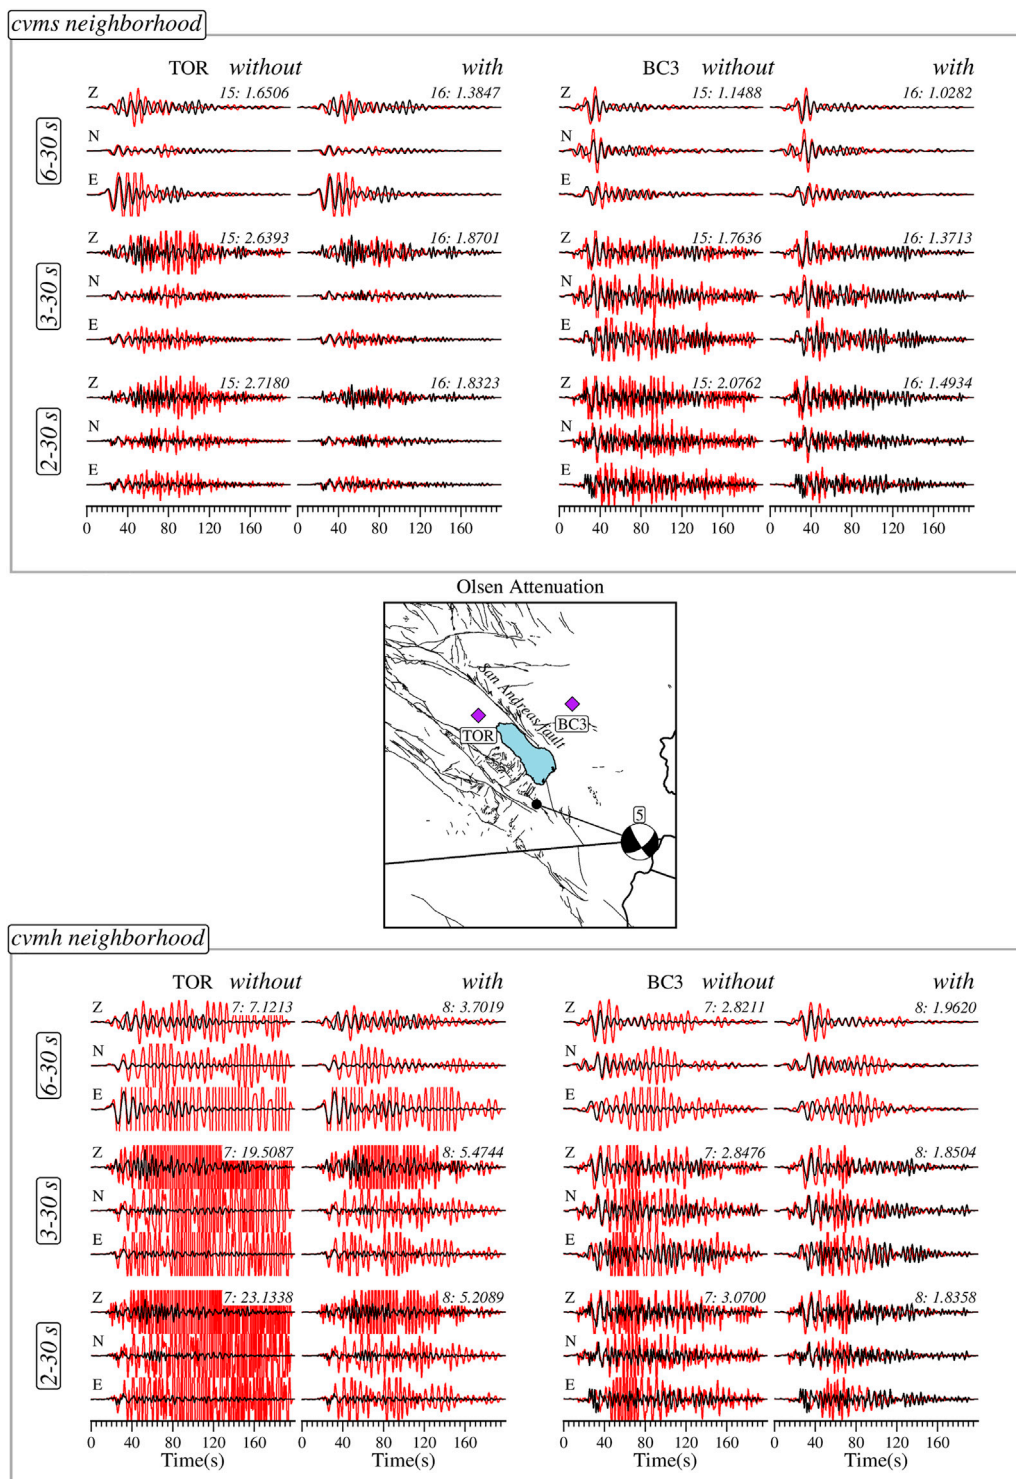 cvms neighborhood
TOR without with
BC3 without with
6-30 s
Z 15: 1.6506 16: 1.3847
15: 1.1488 16: 1.0282
N
E
3-30 s
Z 15: 2.6393 16: 1.8701
15: 1.7636 16: 1.3713
N
E
2-30 s
Z 15: 2.7180 16: 1.8323
15: 2.0762 16: 1.4934
N
E
Z
N
E
Z
N
E
Z
N
E
0 40 80 120 160 0 40 80 120 160
0 40 80 120 160 0 40 80 120 160
Olsen Attenuation
San Andreas fault
TOR
BC3
5
cvmh neighborhood
TOR without with
BC3 without with
6-30 s
Z 7: 7.1213 8: 3.7019
7: 2.8211 8: 1.9620
N
E
3-30 s
Z 7: 19.5087 8: 5.4744
7: 2.8476 8: 1.8504
N
E
2-30 s
Z 7: 23.1338 8: 5.2089
7: 3.0700 8: 1.8358
N
E
Z
N
E
Z
N
E
Z
N
E
0 40 80 120 160 0 40 80 120 160
0 40 80 120 160 0 40 80 120 160
Time(s) Time(s) Time(s) Time(s)